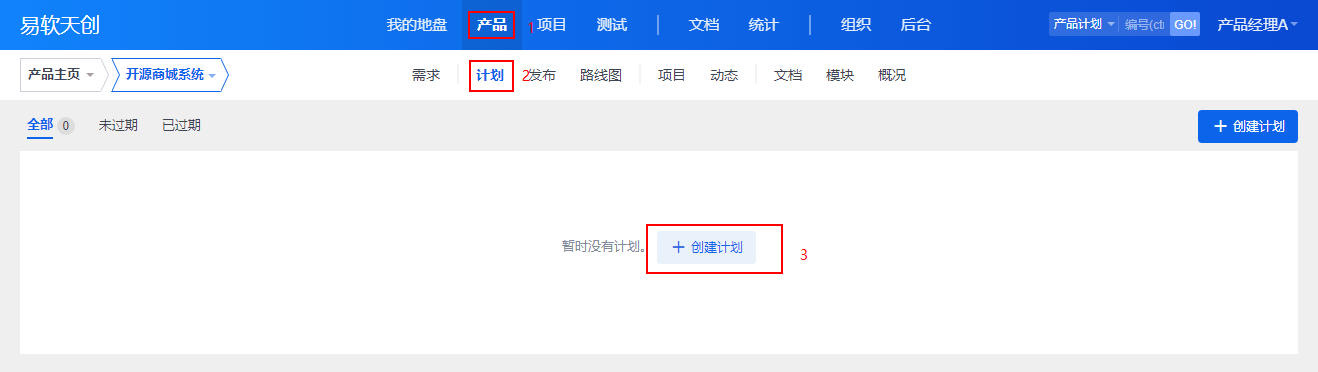 易软天创 我的地盘 产品 1 项目 测试 文档 统计 组织 后台 产品计划 编号(ct GO! 产品经理A
产品主页 开源商城系统 需求 计划 2 发布 路线图 项目 动态 文档 模块 概况
全部 0 未过期 已过期 + 创建计划
暂时没有计划。 + 创建计划 3